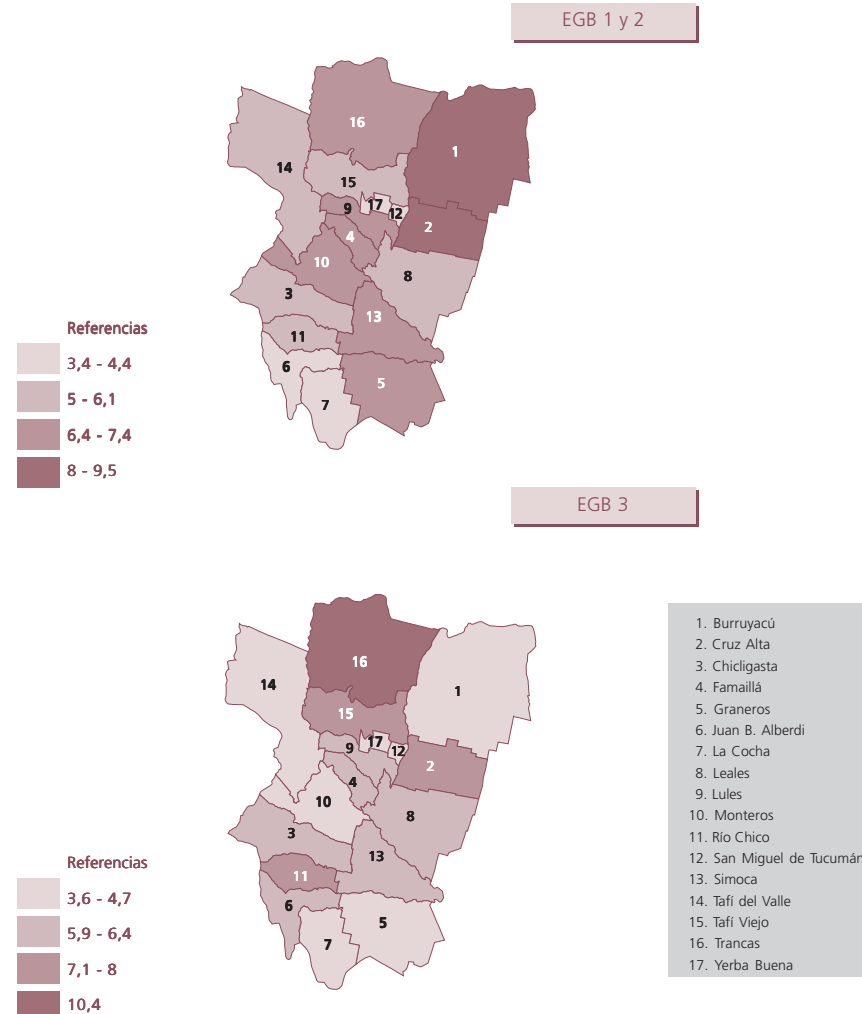 EGB 1 y 2
16
1
14
15
17
9
12
2
4
10
8
3
13
11
6
5
7
Referencias
3,4 - 4,4
5 - 6,1
6,4 - 7,4
8 - 9,5
EGB 3
16
14
1
15
17
9
12
2
4
10
8
3
13
11
6
5
7
Referencias
3,6 - 4,7
5,9 - 6,4
7,1 - 8
10,4
1. Burruyacú
2. Cruz Alta
3. Chicligasta
4. Famaillá
5. Graneros
6. Juan B. Alberdi
7. La Cocha
8. Leales
9. Lules
10. Monteros
11. Río Chico
12. San Miguel de Tucumán
13. Simoca
14. Tafí del Valle
15. Tafí Viejo
16. Trancas
17. Yerba Buena